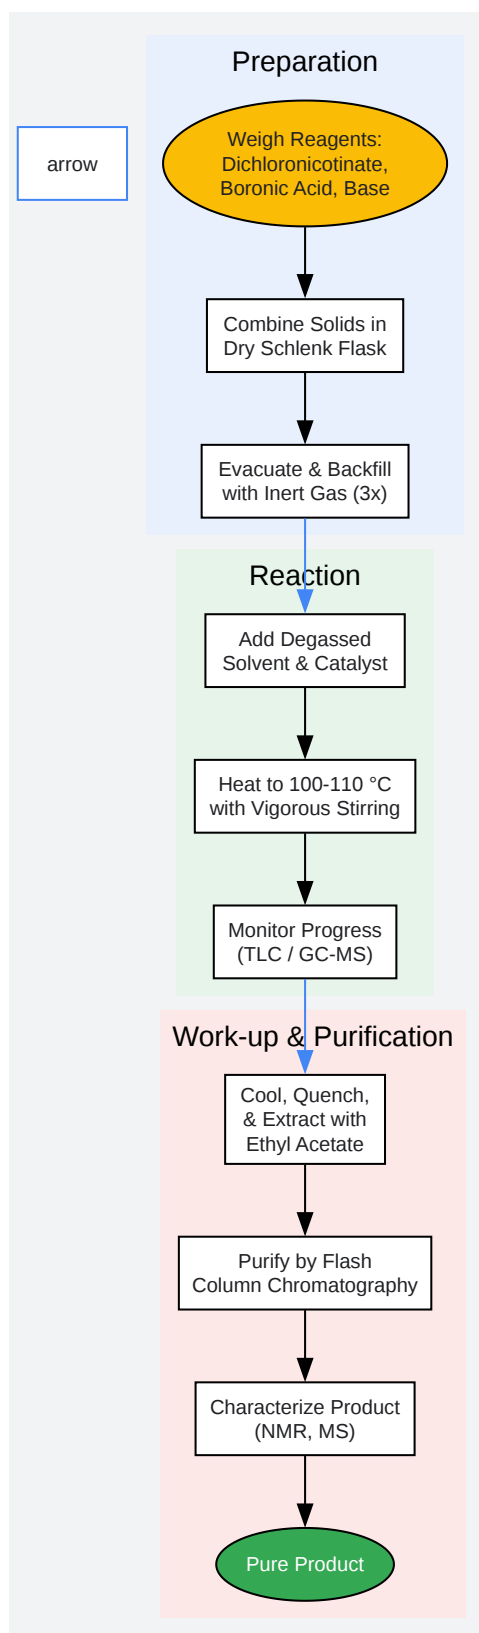 Preparation
arrow
Weigh Reagents:
Dichloronicotinate,
Boronic Acid, Base
Combine Solids in
Dry Schlenk Flask
Evacuate & Backfill
with Inert Gas (3x)
Reaction
Add Degassed
Solvent & Catalyst
Heat to 100-110 °C
with Vigorous Stirring
Monitor Progress
(TLC / GC-MS)
Work-up & Purification
Cool, Quench,
& Extract with
Ethyl Acetate
Purify by Flash
Column Chromatography
Characterize Product
(NMR, MS)
Pure Product